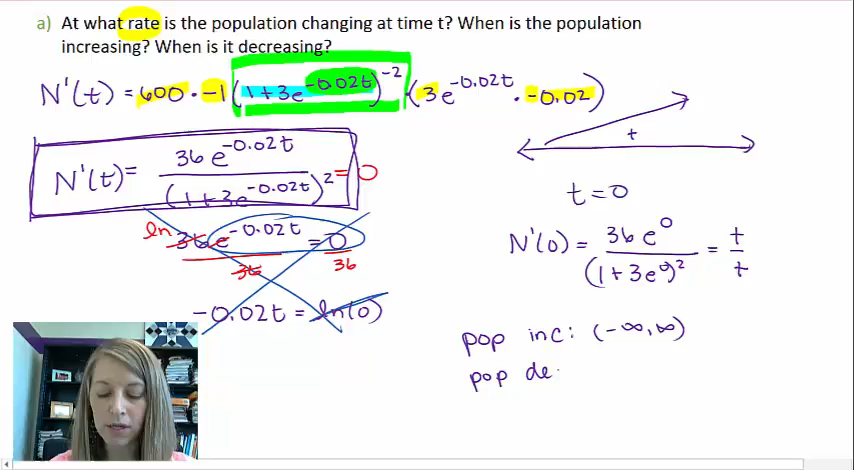 a) At what rate is the population changing at time t? When is the population
increasing? When is it decreasing?
N'(t) = 600 · -1 (1+3e^-0.02t)^-2 · (3e^-0.02t · -0.02)
N'(t) = 36e^-0.02t / (1+3e^-0.02t)^2 = 0
+
t = 0
ln 36e^-0.02t = 0
36 36
N'(0) = 36e^0 / (1+3e^0)^2 = + / +
-0.02t = ln(0)
pop inc: (-∞,∞)
pop de